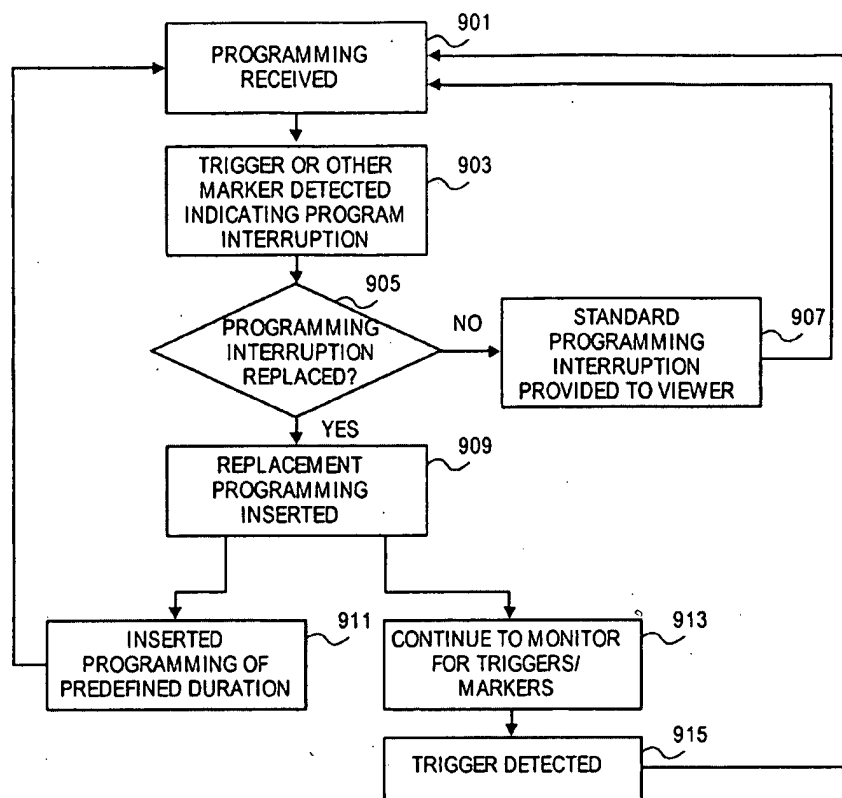 901
PROGRAMMING
RECEIVED
TRIGGER OR OTHER
MARKER DETECTED
INDICATING PROGRAM
INTERRUPTION
903
905
PROGRAMMING
INTERRUPTION
REPLACED?
NO
STANDARD
PROGRAMMING
INTERRUPTION
PROVIDED TO VIEWER
907
YES
909
REPLACEMENT
PROGRAMMING
INSERTED
911
INSERTED
PROGRAMMING OF
PREDEFINED DURATION
913
CONTINUE TO MONITOR
FOR TRIGGERS/
MARKERS
915
TRIGGER DETECTED